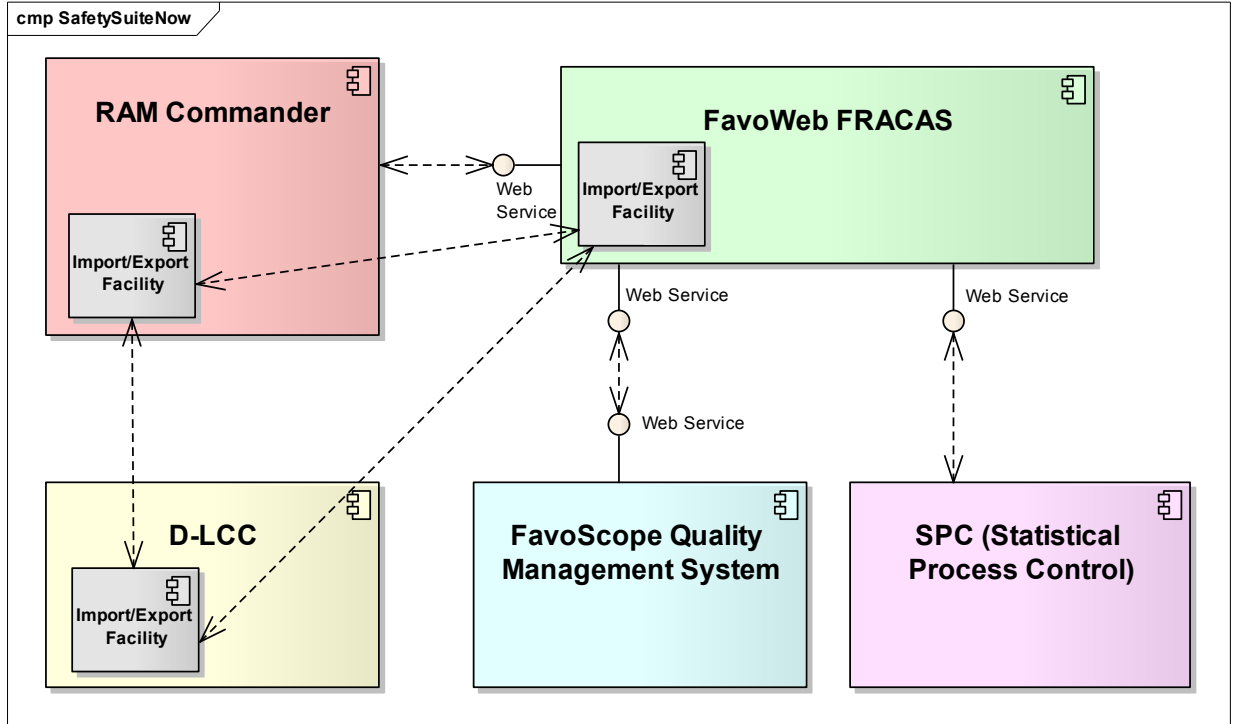 cmp SafetySuiteNow
RAM Commander
FavoWeb FRACAS
Web
Service
Import/Export
Facility
Import/Export
Facility
Web Service
Web Service
Web Service
D-LCC
Import/Export
Facility
FavoScope Quality
Management System
SPC (Statistical
Process Control)